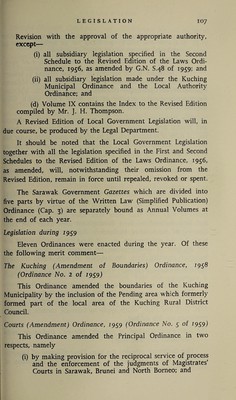 LEGISLATION 107
Revision with the approval of the appropriate authority,
except—
(i) all subsidiary legislation specified in the Second
Schedule to the Revised Edition of the Laws Ordi-
nance, 1956, as amended by G.N. S.48 of 1959; and
(ii) all subsidiary legislation made under the Kuching
Municipal Ordinance and the Local Authority
Ordinance; and
(d) Volume IX contains the Index to the Revised Edition
compiled by Mr. J. H. Thompson.
A Revised Edition of Local Government Legislation will, in
due course, be produced by the Legal Department.
It should be noted that the Local Government Legislation
together with all the legislation specified in the First and Second
Schedules to the Revised Edition of the Laws Ordinance, 1956,
as amended, will, notwithstanding their omission from the
Revised Edition, remain in force until repealed, revoked or spent.
The Sarawak Government Gazettes which are divided into
five parts by virtue of the Written Law (Simplified Publication)
Ordinance (Cap. 3) are separately bound as Annual Volumes at
the end of each year.
Legislation during 1959
Eleven Ordinances were enacted during the year. Of these
the following merit comment—
The Kuching (Amendment of Boundaries) Ordinance, 1958
(Ordinance No. 2 of 1959)
This Ordinance amended the boundaries of the Kuching
Municipality by the inclusion of the Pending area which formerly
formed part of the local area of the Kuching Rural District
Council.
Courts (Amendment) Ordinance, 1959 (Ordinance No. 5 of 1959)
This Ordinance amended the Principal Ordinance in two
respects, namely
(i) by making provision for the reciprocal service of process
and the enforcement of the judgments of Magistrates'
Courts in Sarawak, Brunei and North Borneo; and